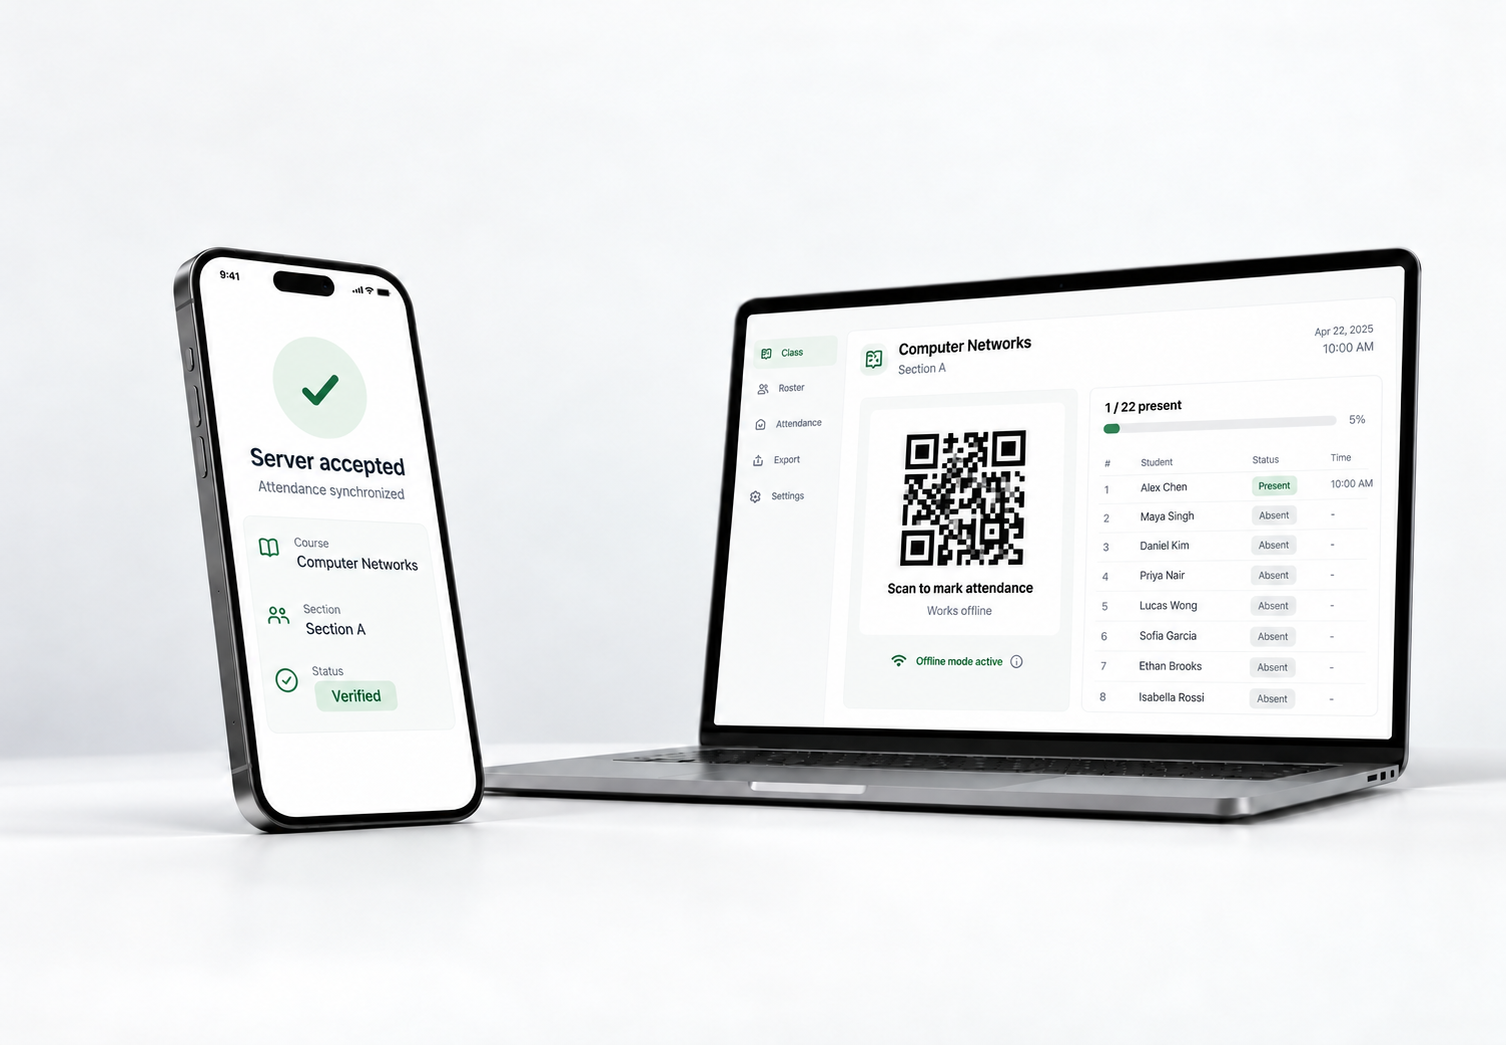 9:41
Server accepted
Attendance synchronized
Course
Computer Networks
Section
Section A
Status
Verified
Class
Roster
Attendance
Export
Settings
Computer Networks
Section A
Apr 22, 2025
10:00 AM
Scan to mark attendance
Works offline
Offline mode active
1 / 22 present
5%
# Student Status Time
1 Alex Chen Present 10:00 AM
2 Maya Singh Absent -
3 Daniel Kim Absent -
4 Priya Nair Absent -
5 Lucas Wong Absent -
6 Sofia Garcia Absent -
7 Ethan Brooks Absent -
8 Isabella Rossi Absent -